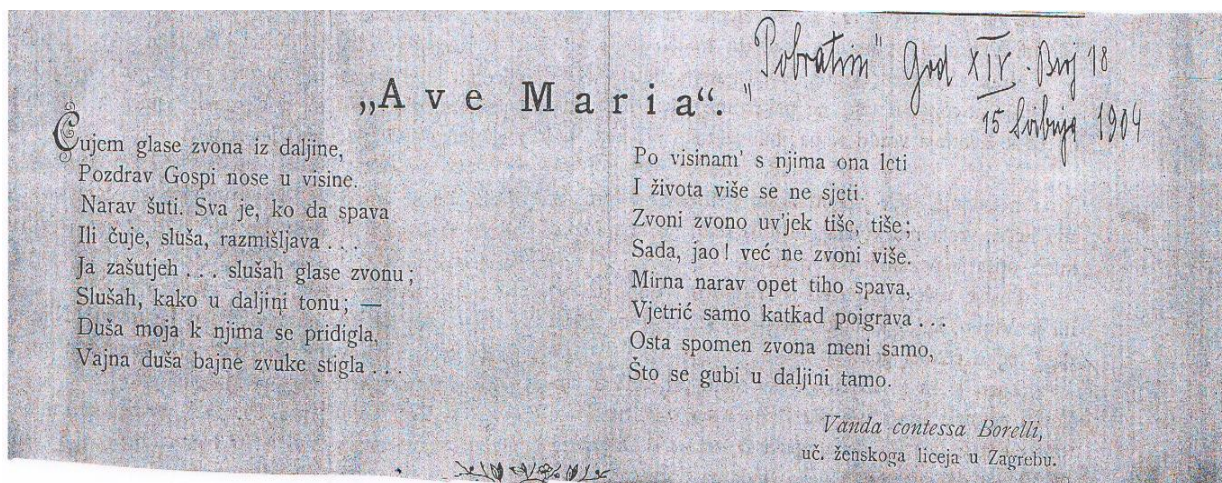 "Pobratim" God XIV. Broj 18
15 Svibnja 1904
„Ave Maria“.
Čujem glase zvona iz daljine,
Pozdrav Gospi nose u visine.
Narav šuti. Sva je, ko da spava
Ili čuje, sluša, razmišljava . . .
Ja zašutjeh . . . slušah glase zvonu;
Slušah, kako u daljini tonu; —
Duša moja k njima se pridigla,
Vajna duša bajne zvuke stigla . . .
Po visinam' s njima ona leti
I života više se ne sjeti.
Zvoni zvono uv'jek tiše, tiše;
Sada, jao! već ne zvoni više.
Mirna narav opet tiho spava,
Vjetrić samo katkad poigrava . . .
Osta spomen zvona meni samo,
Što se gubi u daljini tamo.
Vanda contessa Borelli,
uč. ženskoga liceja u Zagrebu.